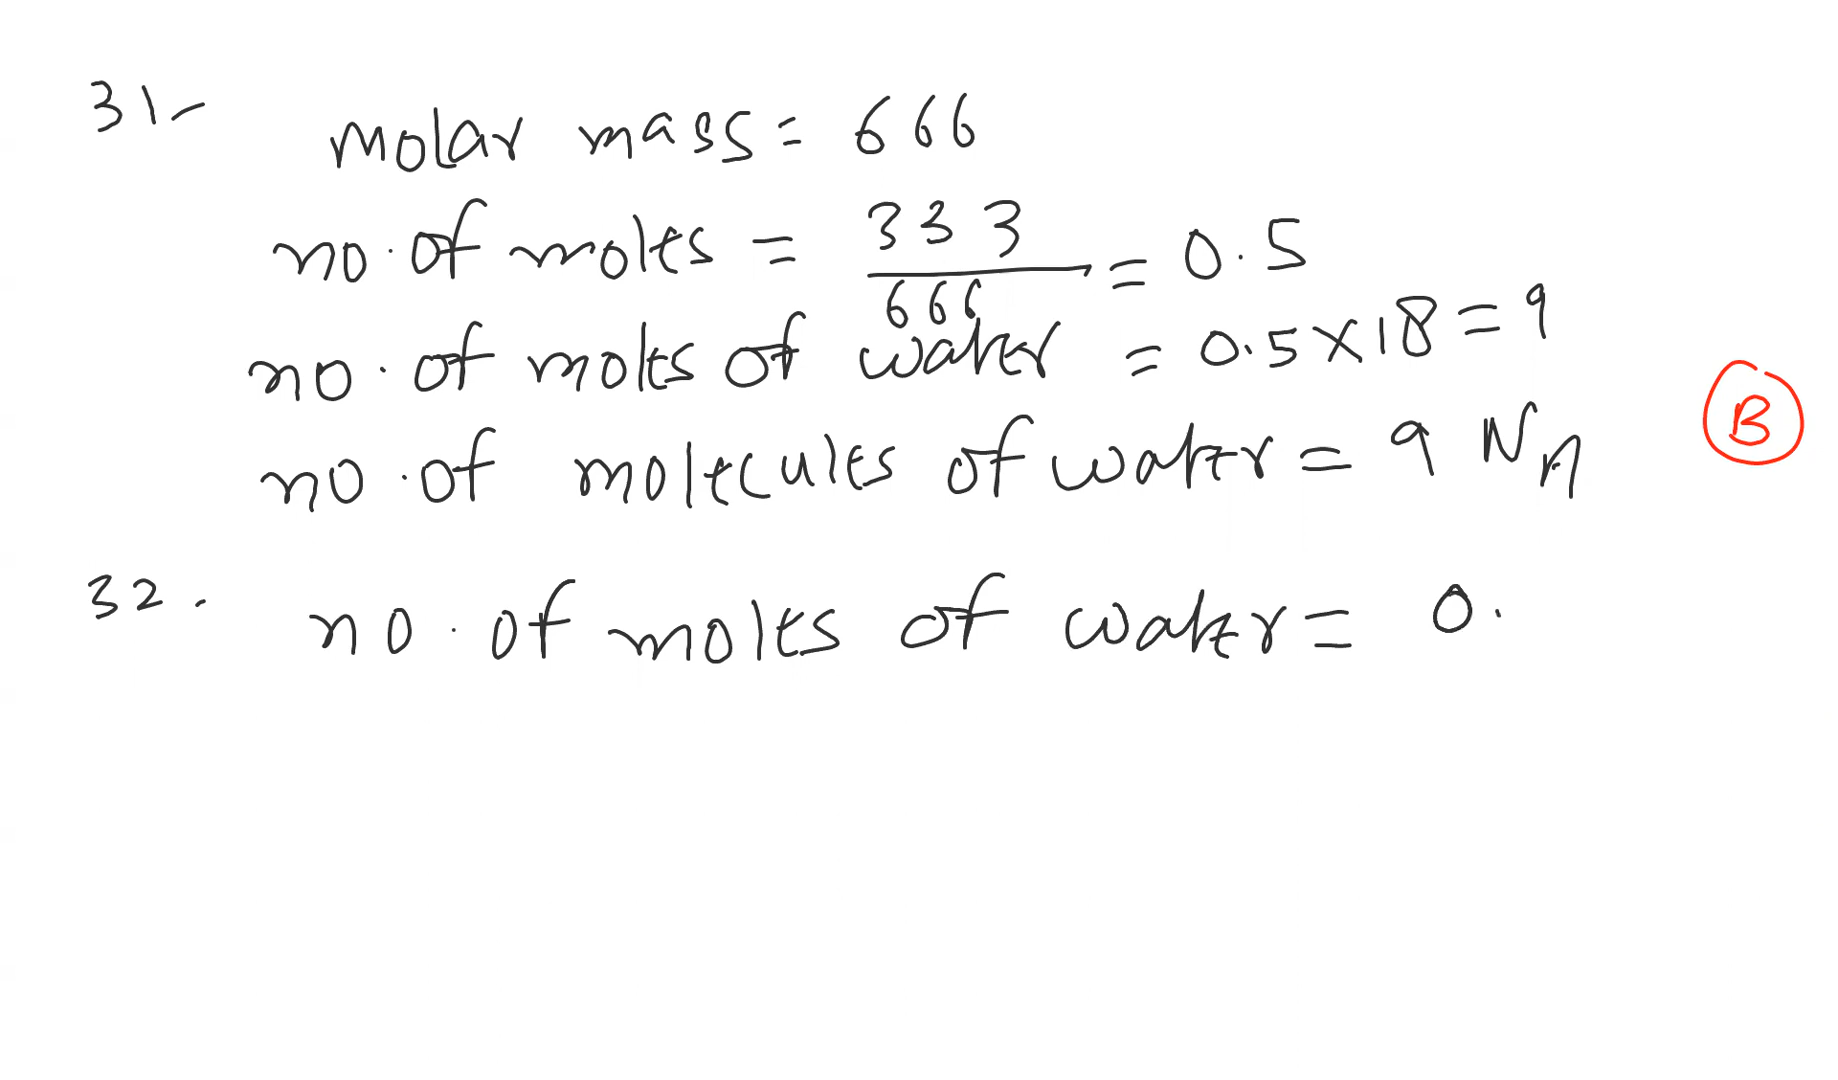 31- molar mass = 666
no. of moles = 333/666 = 0.5
no. of moles of water = 0.5 × 18 = 9
no. of molecules of water = 9 NA
B
32. no. of moles of water = 0.